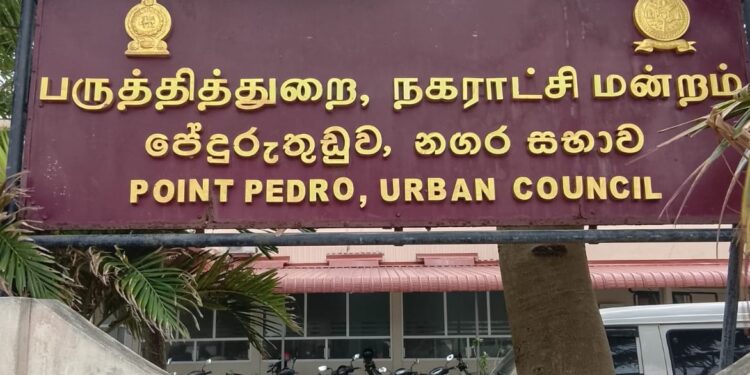 பருத்தித்துறை, நகராட்சி மன்றம்
පේදුරුතුඩුව, නගර සභාව
POINT PEDRO, URBAN COUNCIL